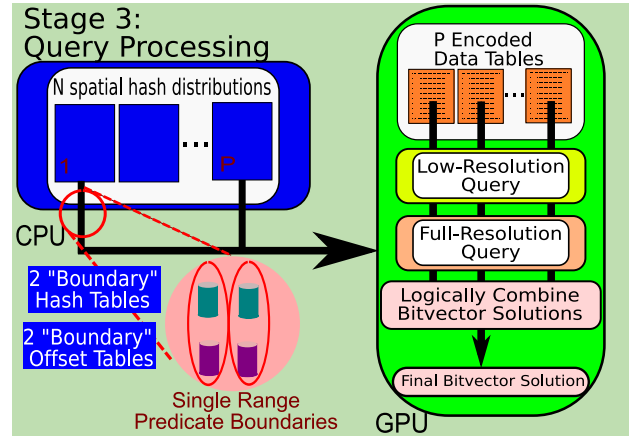 Stage 3:
Query Processing
N spatial hash distributions
1
...
P
CPU
2 "Boundary"
Hash Tables
2 "Boundary"
Offset Tables
Single Range
Predicate Boundaries
P Encoded
Data Tables
...
Low-Resolution
Query
Full-Resolution
Query
Logically Combine
Bitvector Solutions
Final Bitvector Solution
GPU